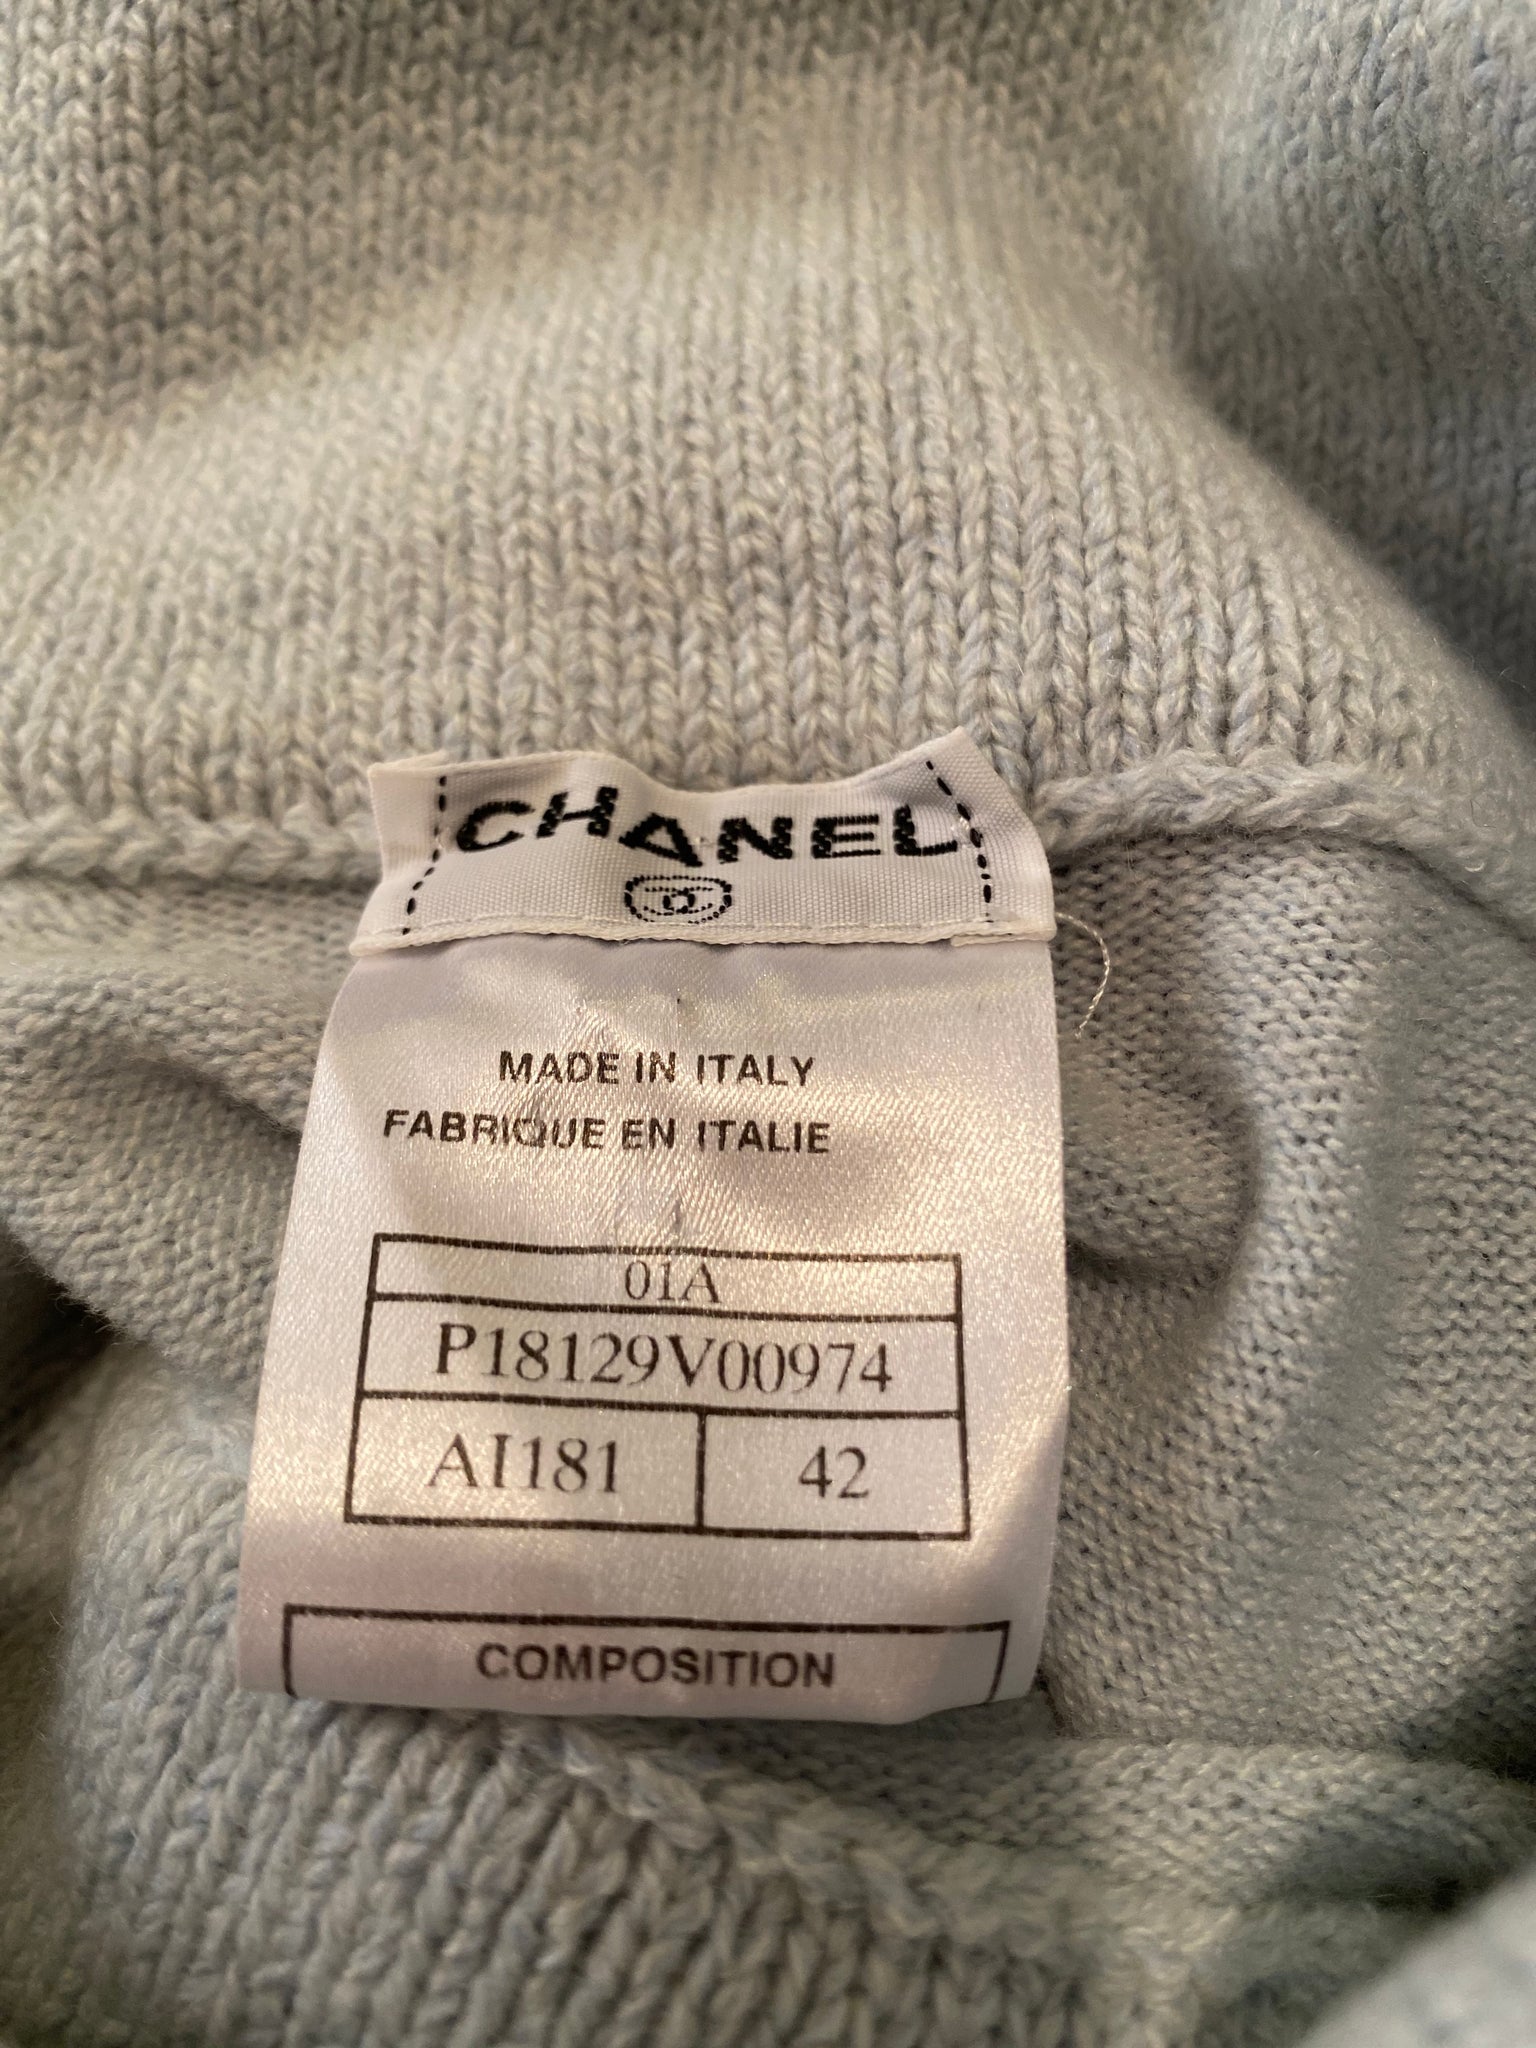 CHANEL
MADE IN ITALY
FABRIQUE EN ITALIE
01A
P18129V00974
AI181 42
COMPOSITION